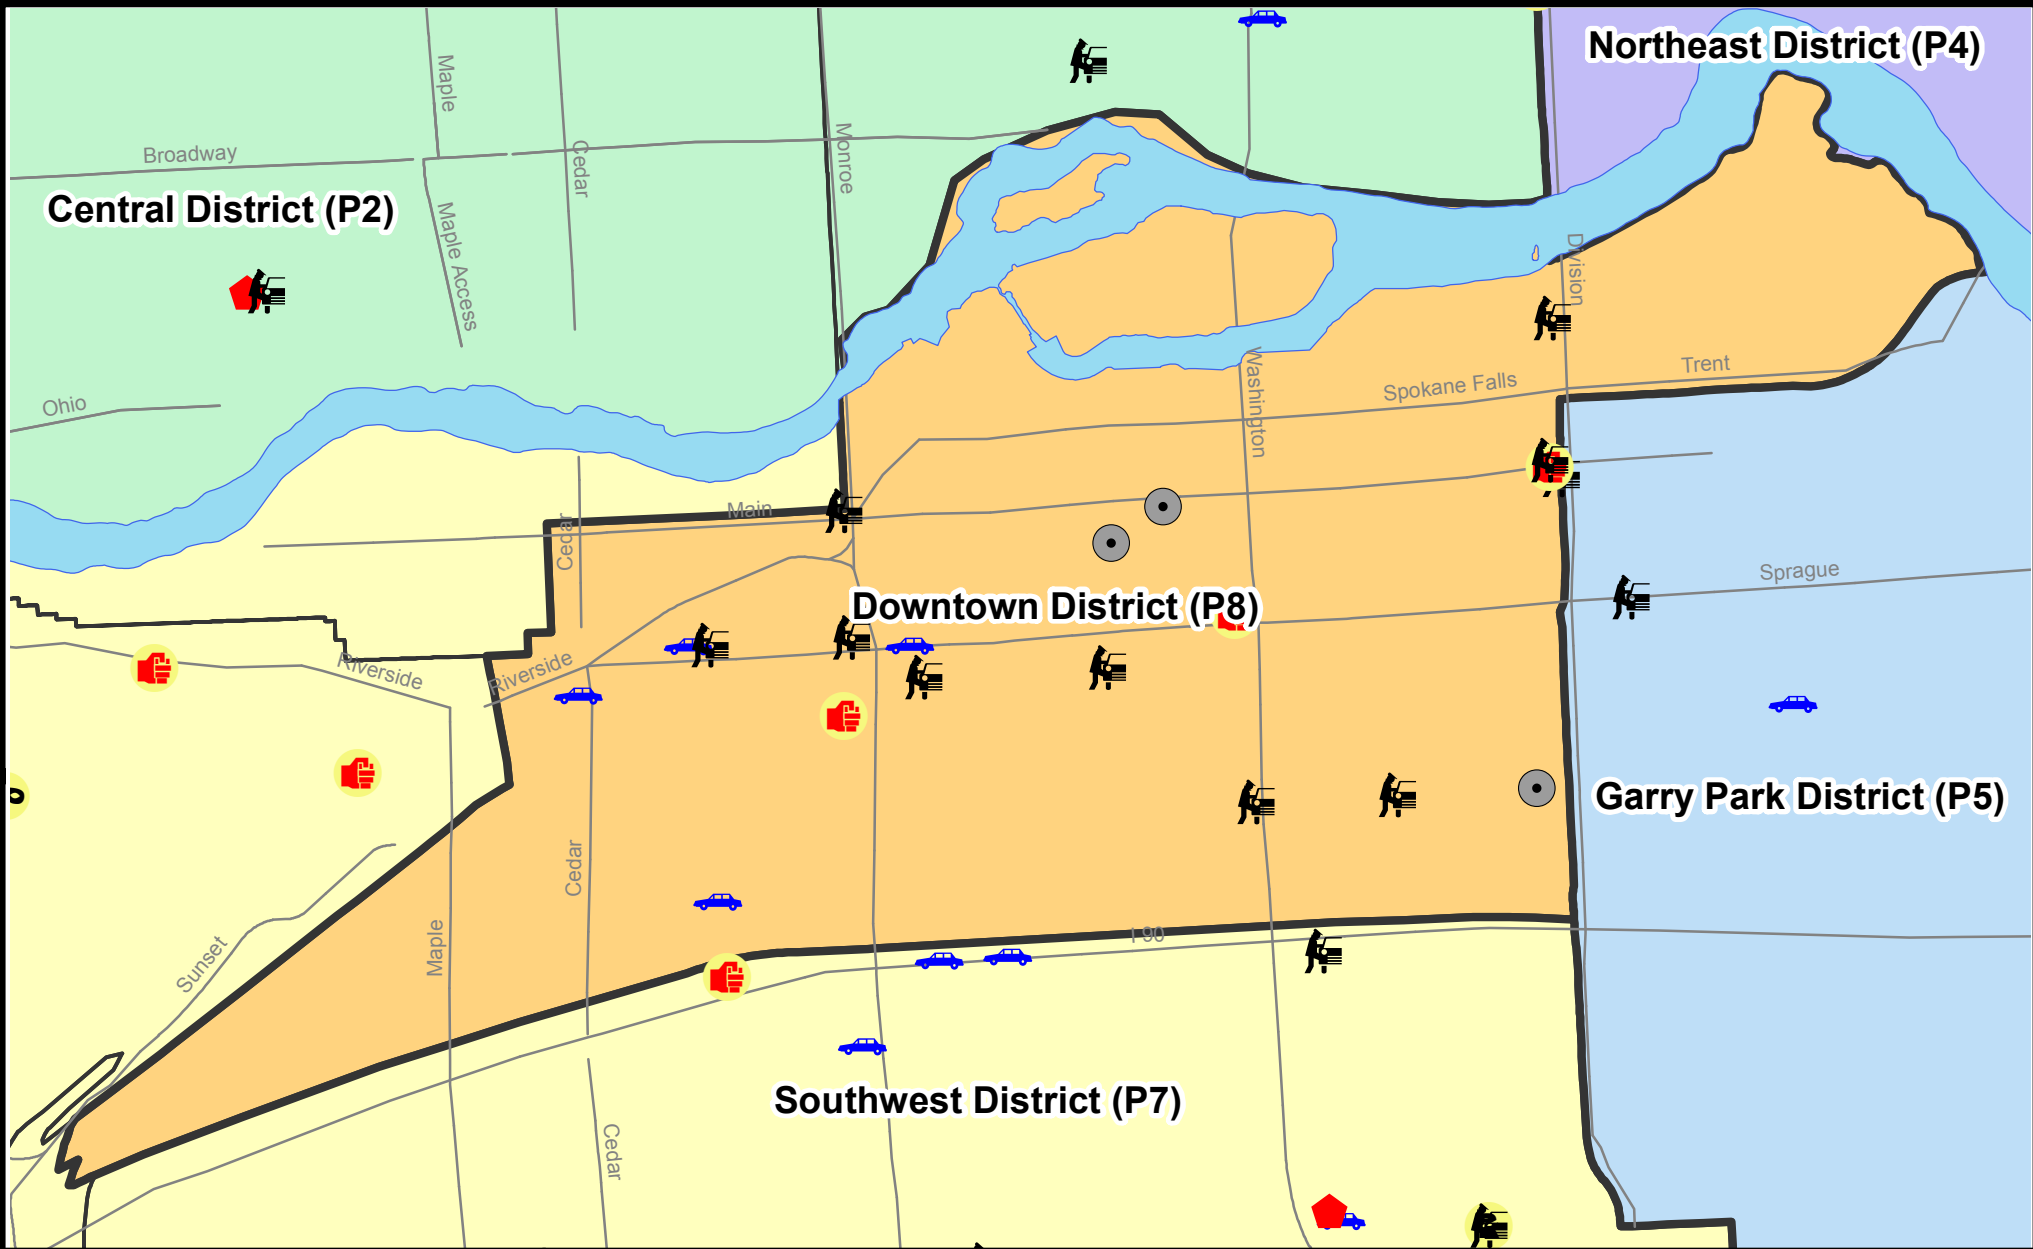 Northeast District (P4)
Maple
Monroe
Broadway
Cedar
Central District (P2)
Maple Access
Division
Washington
Trent
Spokane Falls
Ohio
Main
Cedar
Sprague
Downtown District (P8)
Riverside
Riverside
Garry Park District (P5)
Cedar
Maple
I-90
Sunset
Southwest District (P7)
Cedar